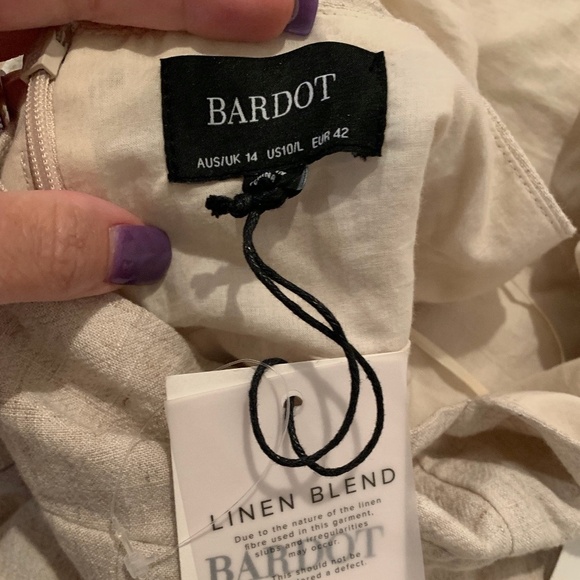 BARDOT
AUS/UK 14 US10/L EUR 42
LINEN BLEND
Due to the nature of the linen
fibre used in this garment,
slubs and irregularities
may occur.
BARDOT
This should not be
a defect.